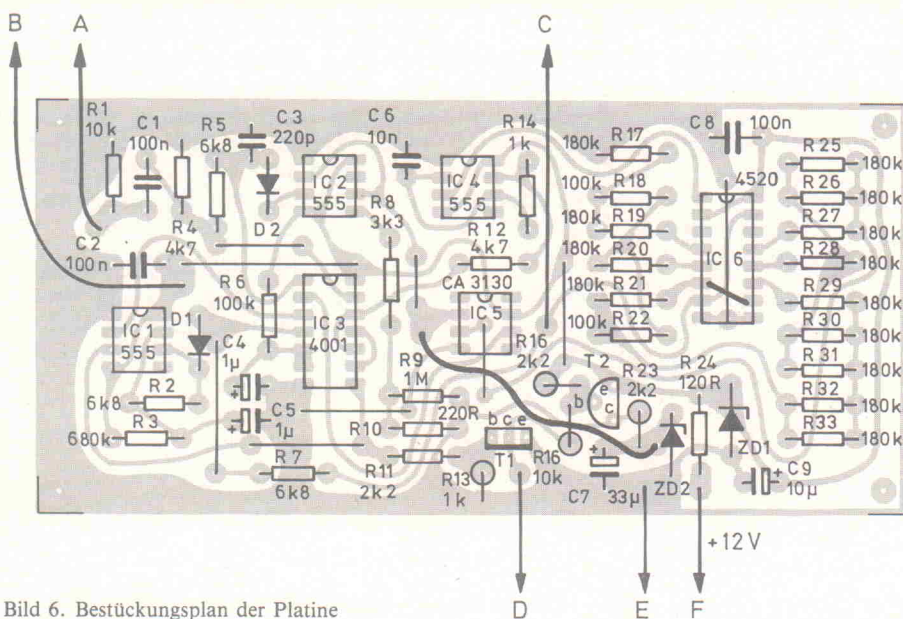 B A C
R1 10k
C1 100n
R5 6k8
C3 220p
C6 10n
R14 1k
180k R17
C8 100n
R25 180k
R4 4k7
D2
IC2 555
IC4 555
100k R18
4520
R26 180k
C2 100n
R8 3k3
R12 4k7
180k R19
R27 180k
180k R20
IC 6
R28 180k
R6 100k
CA 3130
IC5
180k R21
R29 180k
IC1 555
D1
IC3 4001
100k R22
R30 180k
C4 1µ
R16 2k2
T2
e
c
b
R23 2k2
R24 120R
R31 180k
R2 6k8
R9 1M
ZD1
R32 180k
R3 680k
C5 1µ
220R R10
b c e
T1
R33 180k
R7 6k8
R11 2k2
R13 1k
R16 10k
C7 33µ
ZD2
C9 10µ
+
+
+
+
+12V
D E F
Bild 6. Bestückungsplan der Platine